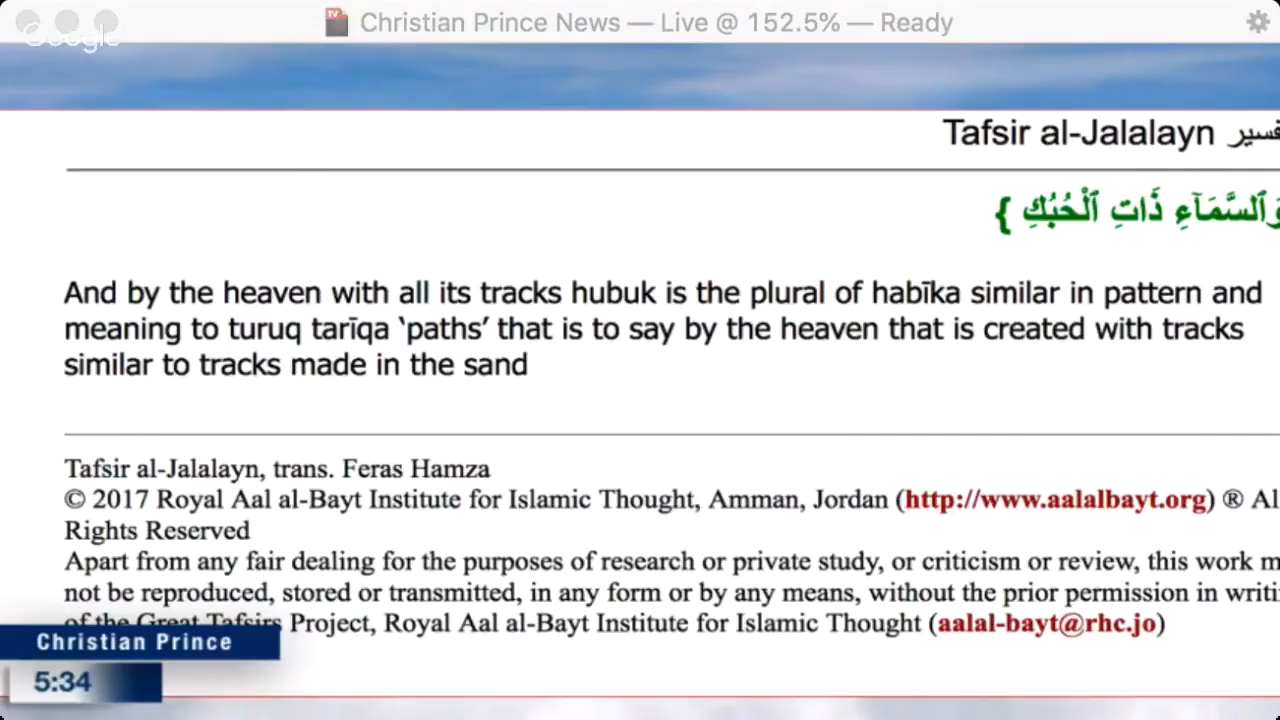 Christian Prince News — Live @ 152.5% — Ready
Google
Tafsir al-Jalalayn
وَٱلسَّمَآءِ ذَاتِ ٱلْحُبُكِ }
And by the heaven with all its tracks hubuk is the plural of habīka similar in pattern and
meaning to turuq tarīqa ‘paths’ that is to say by the heaven that is created with tracks
similar to tracks made in the sand
Tafsir al-Jalalayn, trans. Feras Hamza
© 2017 Royal Aal al-Bayt Institute for Islamic Thought, Amman, Jordan (http://www.aalalbayt.org) ® Al
Rights Reserved
Apart from any fair dealing for the purposes of research or private study, or criticism or review, this work m
not be reproduced, stored or transmitted, in any form or by any means, without the prior permission in writi
of the Great Tafsirs Project, Royal Aal al-Bayt Institute for Islamic Thought (aalal-bayt@rhc.jo)
Christian Prince
5:34